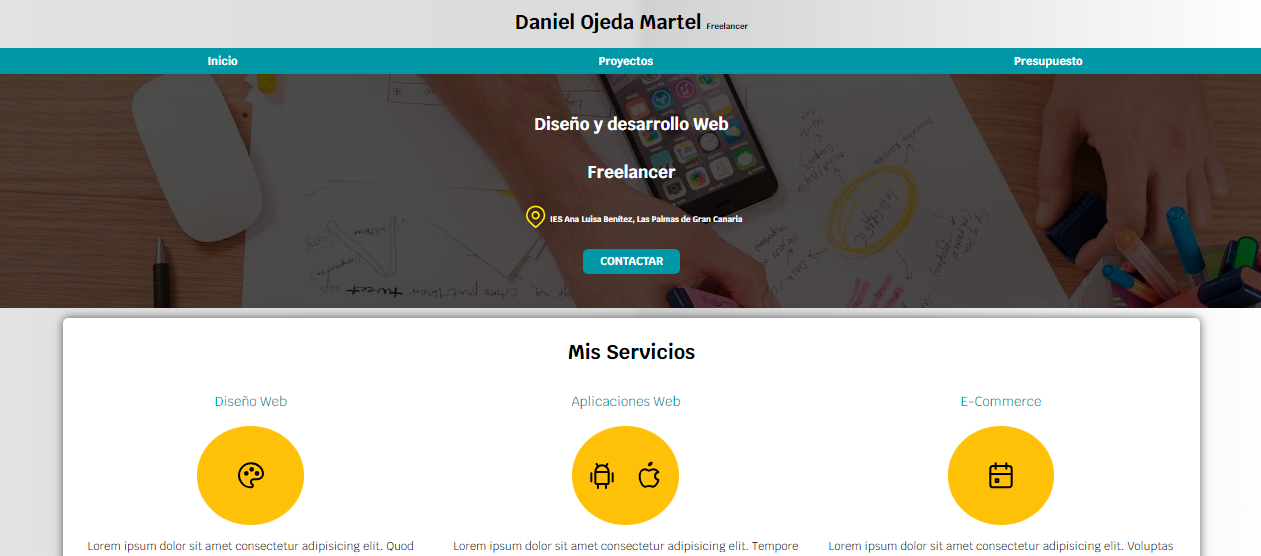 Daniel Ojeda Martel Freelancer
Inicio Proyectos Presupuesto
Diseño y desarrollo Web
Freelancer
IES Ana Luisa Benítez, Las Palmas de Gran Canaria
CONTACTAR
Mis Servicios
Diseño Web Aplicaciones Web E-Commerce
Lorem ipsum dolor sit amet consectetur adipisicing elit. Quod
Lorem ipsum dolor sit amet consectetur adipisicing elit. Tempore
Lorem ipsum dolor sit amet consectetur adipisicing elit. Voluptas